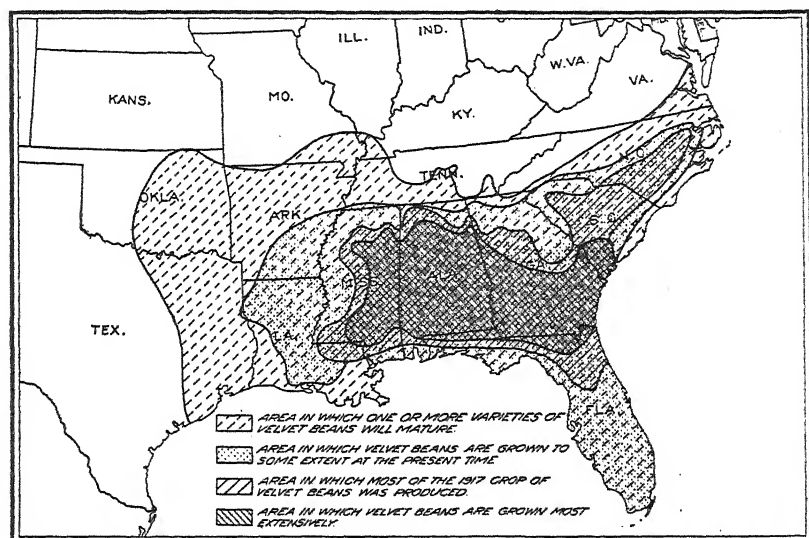 ILL.
IND.
W.VA.
VA.
KANS.
MO.
KY.
TENN.
N.C.
OKLA.
ARK.
S.C.
TEX.
LA.
FLA.
AREA IN WHICH ONE OR MORE VARIETIES OF
VELVET BEANS WILL MATURE.
AREA IN WHICH VELVET BEANS ARE GROWN TO
SOME EXTENT AT THE PRESENT TIME
AREA IN WHICH MOST OF THE 1917 CROP OF
VELVET BEANS WAS PRODUCED.
AREA IN WHICH VELVET BEANS ARE GROWN MOST
EXTENSIVELY.